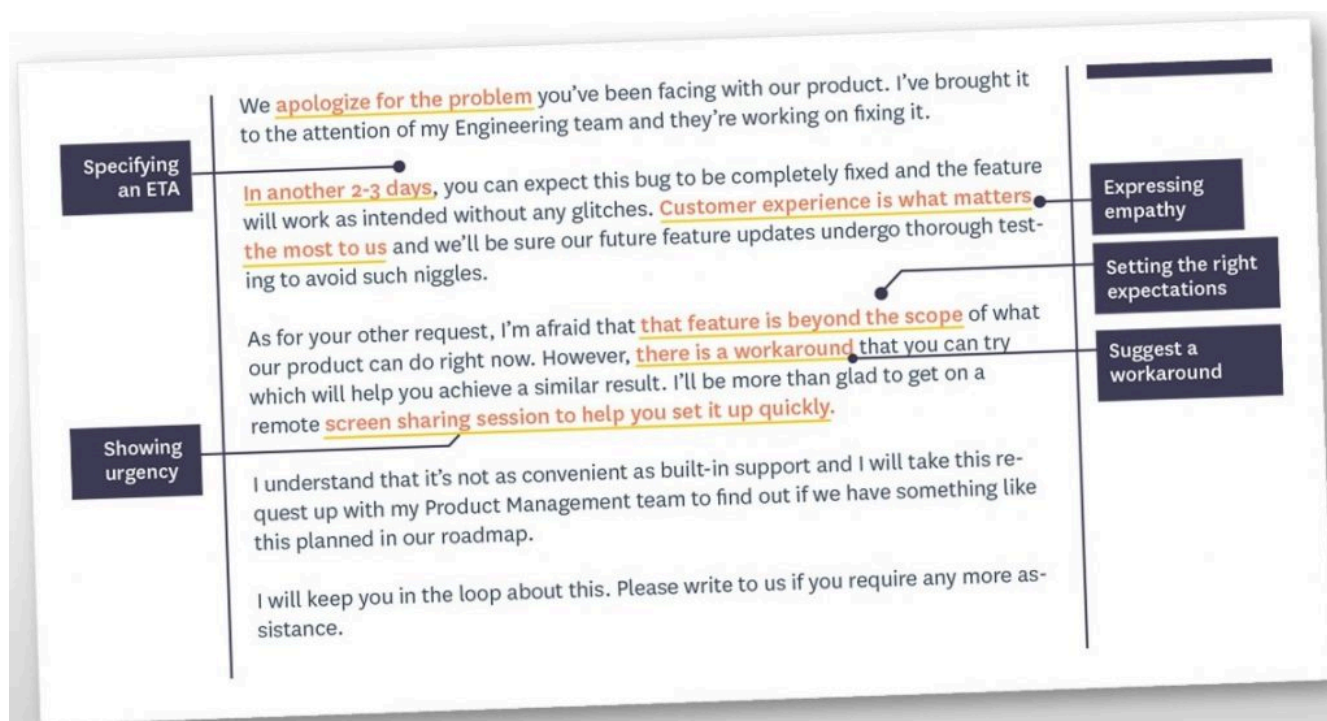 We apologize for the problem you've been facing with our product. I've brought it
to the attention of my Engineering team and they're working on fixing it.
Specifying
an ETA
In another 2-3 days, you can expect this bug to be completely fixed and the feature
will work as intended without any glitches. Customer experience is what matters
the most to us and we'll be sure our future feature updates undergo thorough test-
ing to avoid such niggles.
Expressing
empathy
Setting the right
expectations
As for your other request, I'm afraid that that feature is beyond the scope of what
our product can do right now. However, there is a workaround that you can try
which will help you achieve a similar result. I'll be more than glad to get on a
remote screen sharing session to help you set it up quickly.
Suggest a
workaround
Showing
urgency
I understand that it's not as convenient as built-in support and I will take this re-
quest up with my Product Management team to find out if we have something like
this planned in our roadmap.
I will keep you in the loop about this. Please write to us if you require any more as-
sistance.